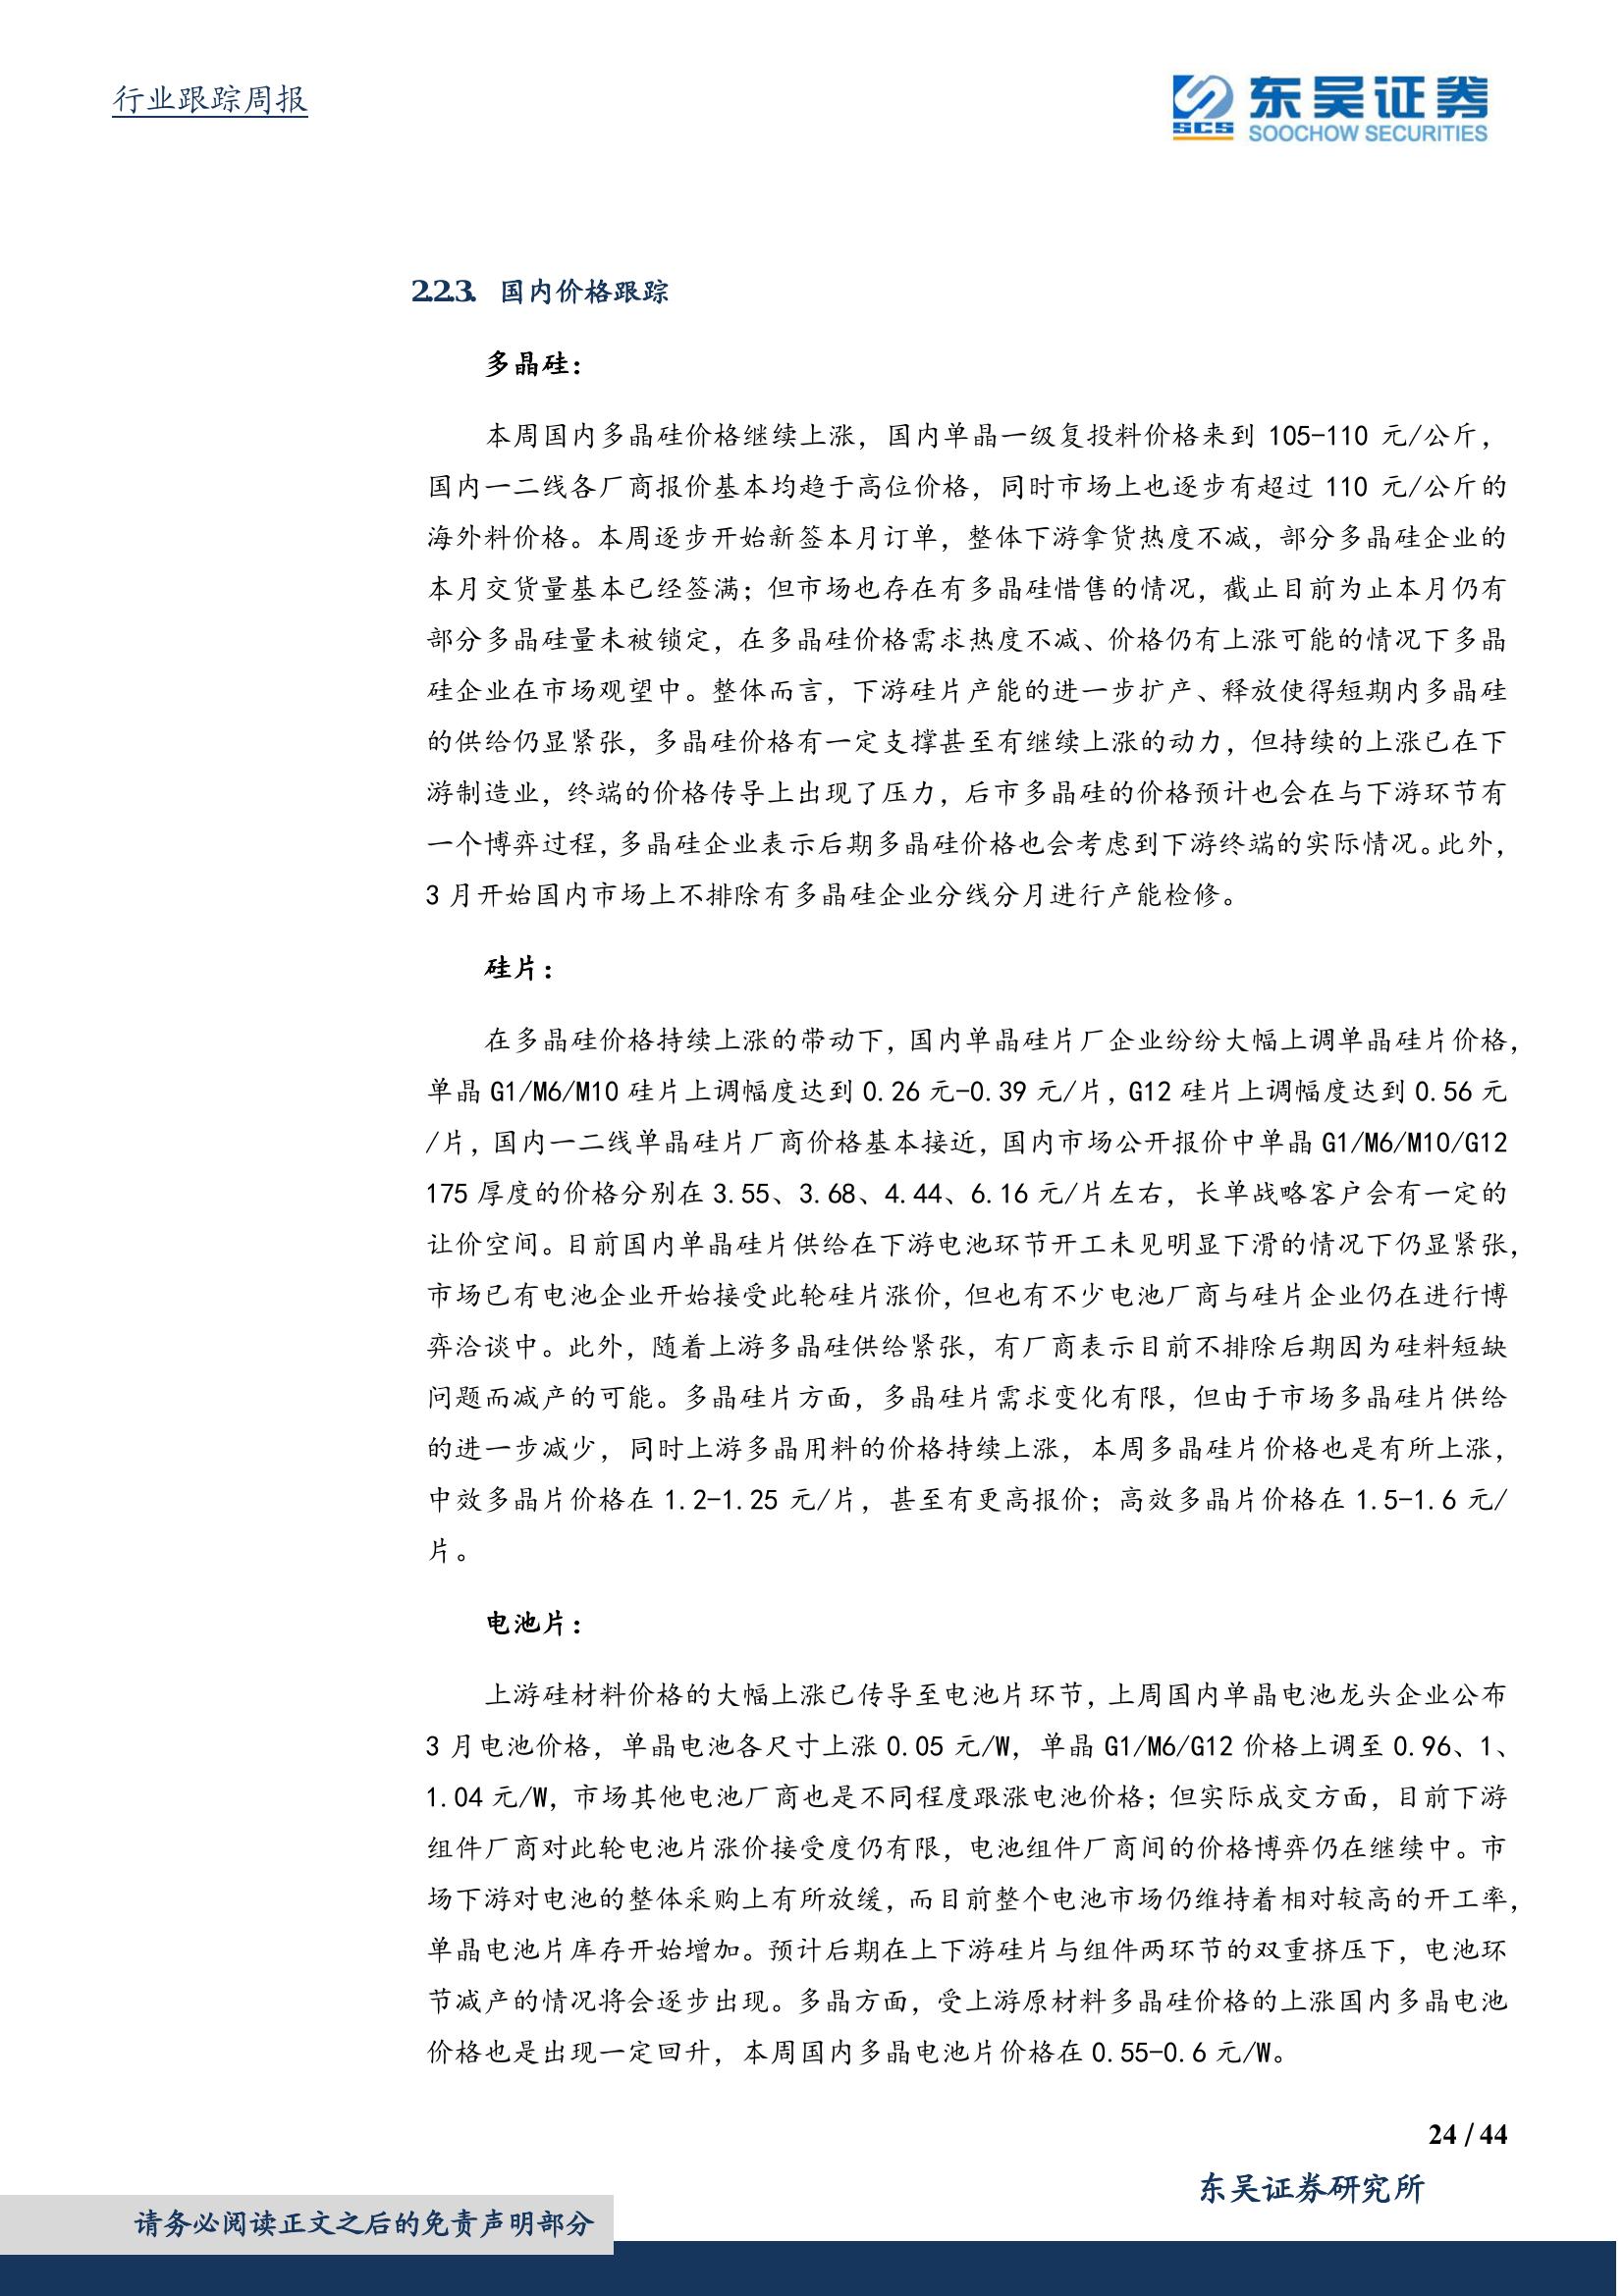 行业跟踪周报
东吴证券
SCS
SOOCHOW SECURITIES
2.2.3. 国内价格跟踪
多晶硅：
本周国内多晶硅价格继续上涨，国内单晶一级复投料价格来到 105-110 元/公斤，
国内一二线各厂商报价基本均趋于高位价格，同时市场上也逐步有超过 110 元/公斤的
海外料价格。本周逐步开始新签本月订单，整体下游拿货热度不减，部分多晶硅企业的
本月交货量基本已经签满；但市场也存在有多晶硅惜售的情况，截止目前为止本月仍有
部分多晶硅量未被锁定，在多晶硅价格需求热度不减、价格仍有上涨可能的情况下多晶
硅企业在市场观望中。整体而言，下游硅片产能的进一步扩产、释放使得短期内多晶硅
的供给仍显紧张，多晶硅价格有一定支撑甚至有继续上涨的动力，但持续的上涨已在下
游制造业，终端的价格传导上出现了压力，后市多晶硅的价格预计也会在与下游环节有
一个博弈过程，多晶硅企业表示后期多晶硅价格也会考虑到下游终端的实际情况。此外，
3 月开始国内市场上不排除有多晶硅企业分线分月进行产能检修。
硅片：
在多晶硅价格持续上涨的带动下，国内单晶硅片厂企业纷纷大幅上调单晶硅片价格，
单晶 G1/M6/M10 硅片上调幅度达到 0.26 元-0.39 元/片，G12 硅片上调幅度达到 0.56 元
/片，国内一二线单晶硅片厂商价格基本接近，国内市场公开报价中单晶 G1/M6/M10/G12
175 厚度的价格分别在 3.55、3.68、4.44、6.16 元/片左右，长单战略客户会有一定的
让价空间。目前国内单晶硅片供给在下游电池环节开工未见明显下滑的情况下仍显紧张，
市场已有电池企业开始接受此轮硅片涨价，但也有不少电池厂商与硅片企业仍在进行博
弈洽谈中。此外，随着上游多晶硅供给紧张，有厂商表示目前不排除后期因为硅料短缺
问题而减产的可能。多晶硅片方面，多晶硅片需求变化有限，但由于市场多晶硅片供给
的进一步减少，同时上游多晶用料的价格持续上涨，本周多晶硅片价格也是有所上涨，
中效多晶片价格在 1.2-1.25 元/片，甚至有更高报价；高效多晶片价格在 1.5-1.6 元/
片。
电池片：
上游硅材料价格的大幅上涨已传导至电池片环节，上周国内单晶电池龙头企业公布
3 月电池价格，单晶电池各尺寸上涨 0.05 元/W，单晶 G1/M6/G12 价格上调至 0.96、1、
1.04 元/W，市场其他电池厂商也是不同程度跟涨电池价格；但实际成交方面，目前下游
组件厂商对此轮电池片涨价接受度仍有限，电池组件厂商间的价格博弈仍在继续中。市
场下游对电池的整体采购上有所放缓，而目前整个电池市场仍维持着相对较高的开工率，
单晶电池片库存开始增加。预计后期在上下游硅片与组件两环节的双重挤压下，电池环
节减产的情况将会逐步出现。多晶方面，受上游原材料多晶硅价格的上涨国内多晶电池
价格也是出现一定回升，本周国内多晶电池片价格在 0.55-0.6 元/W。
24 / 44
东吴证券研究所
请务必阅读正文之后的免责声明部分